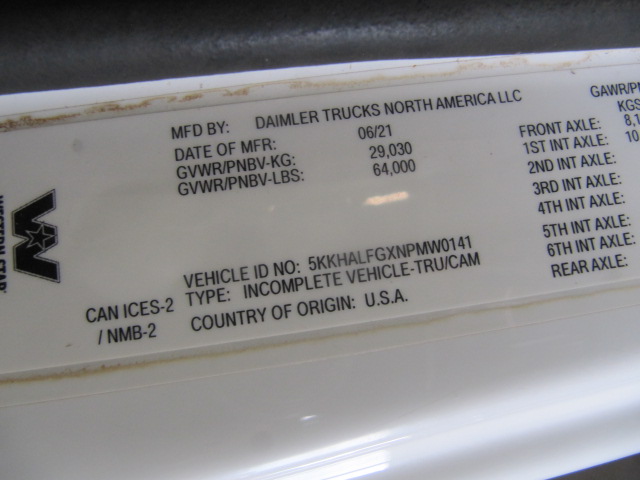 MFD BY: DAIMLER TRUCKS NORTH AMERICA LLC
DATE OF MFR: 06/21
GVWR/PNBV-KG: 29,030
GVWR/PNBV-LBS: 64,000
VEHICLE ID NO: 5KKHALFGXNPMW0141
TYPE: INCOMPLETE VEHICLE-TRU/CAM
COUNTRY OF ORIGIN: U.S.A.
CAN ICES-2
/ NMB-2
WESTERN STAR
KGS
FRONT AXLE:
1ST INT AXLE:
2ND INT AXLE:
3RD INT AXLE:
4TH INT AXLE:
5TH INT AXLE:
6TH INT AXLE:
REAR AXLE: